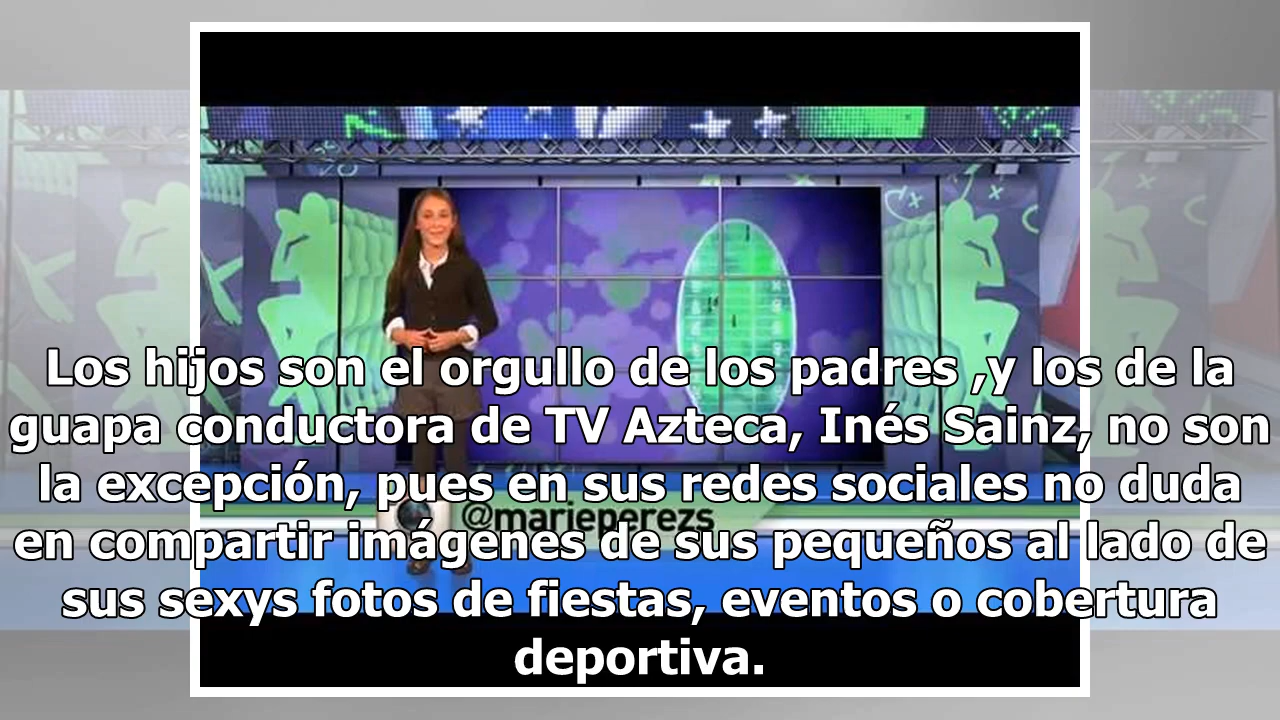 Los hijos son el orgullo de los padres ,y los de la
guapa conductora de TV Azteca, Inés Sainz, no son
la excepción, pues en sus redes sociales no duda
@marieperezs
en compartir imágenes de sus pequeños al lado de
sus sexys fotos de fiestas, eventos o cobertura
deportiva.